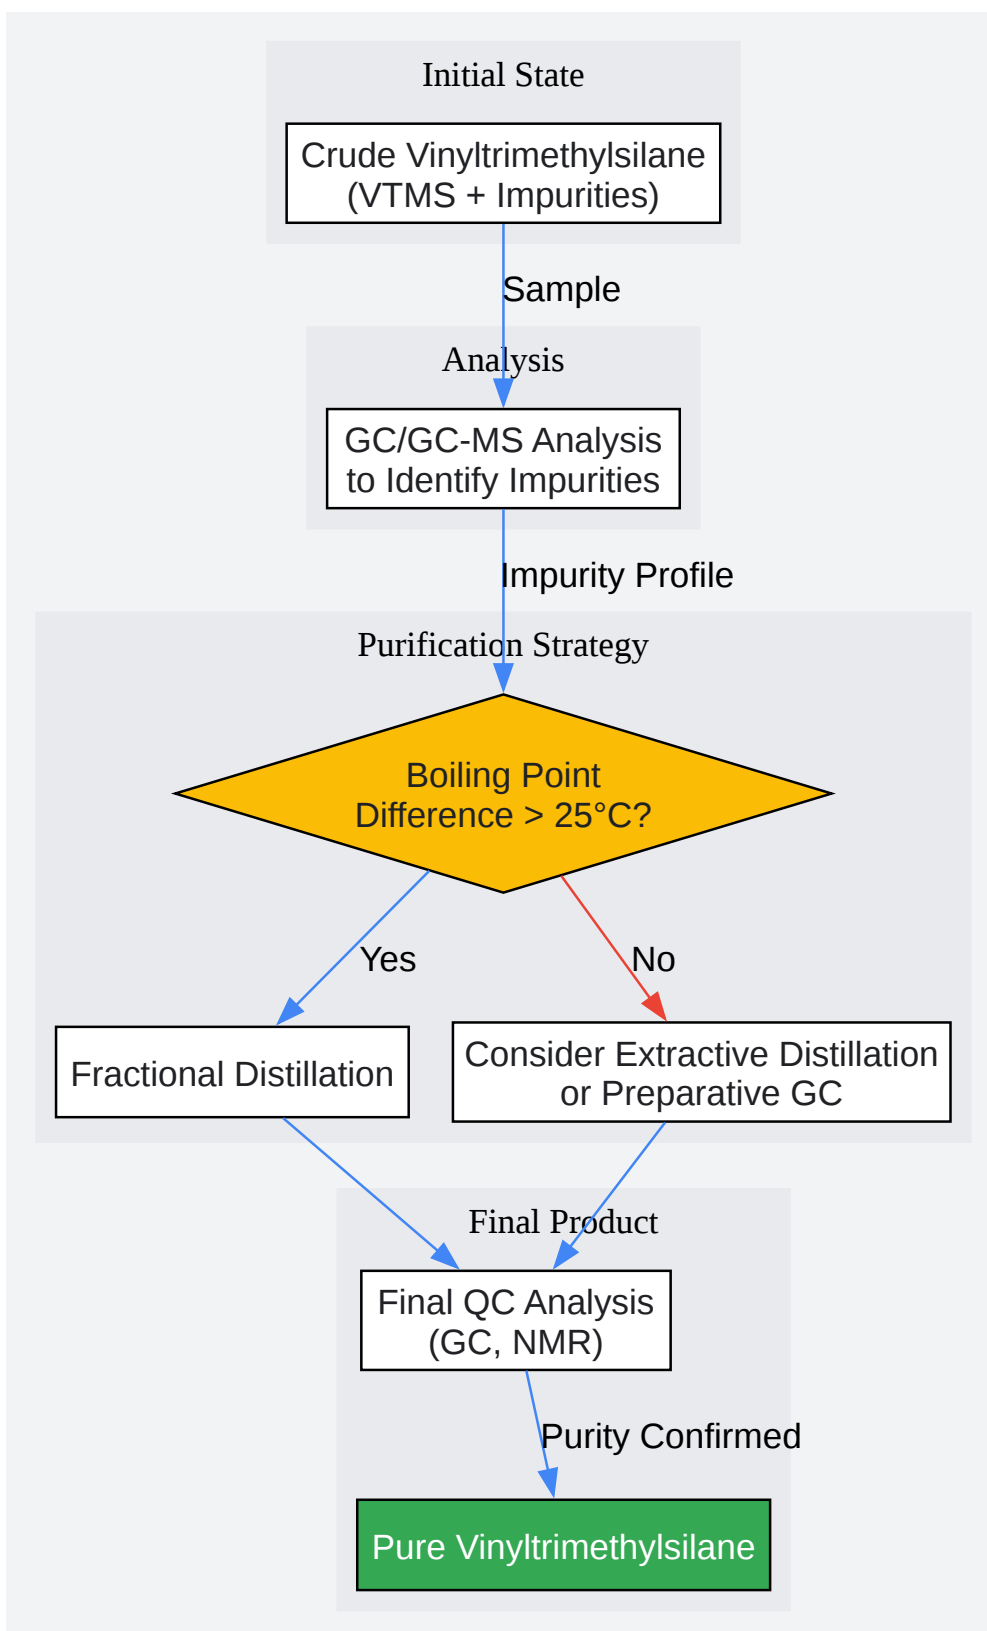 Initial State
Crude Vinyltrimethylsilane
(VTMS + Impurities)
Sample
Analysis
GC/GC-MS Analysis
to Identify Impurities
Impurity Profile
Purification Strategy
Boiling Point
Difference > 25°C?
Yes
No
Fractional Distillation
Consider Extractive Distillation
or Preparative GC
Final Product
Final QC Analysis
(GC, NMR)
Purity Confirmed
Pure Vinyltrimethylsilane